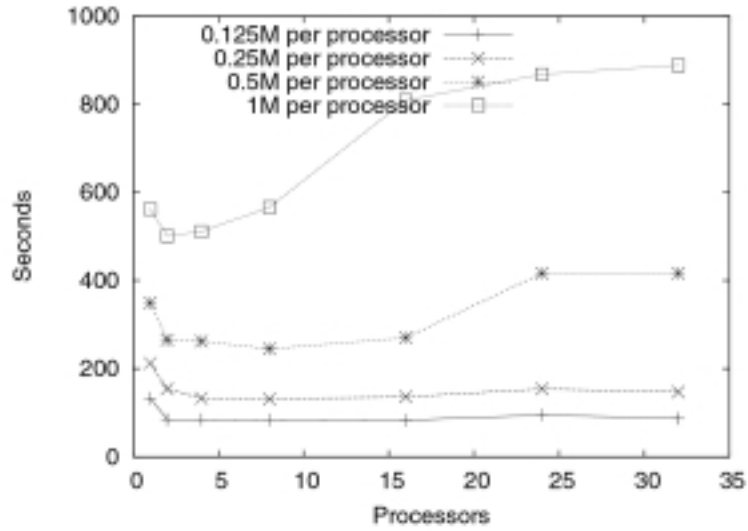 1000
800
600
400
200
0
Seconds
0.125M per processor
0.25M per processor
0.5M per processor
1M per processor
0 5 10 15 20 25 30 35
Processors